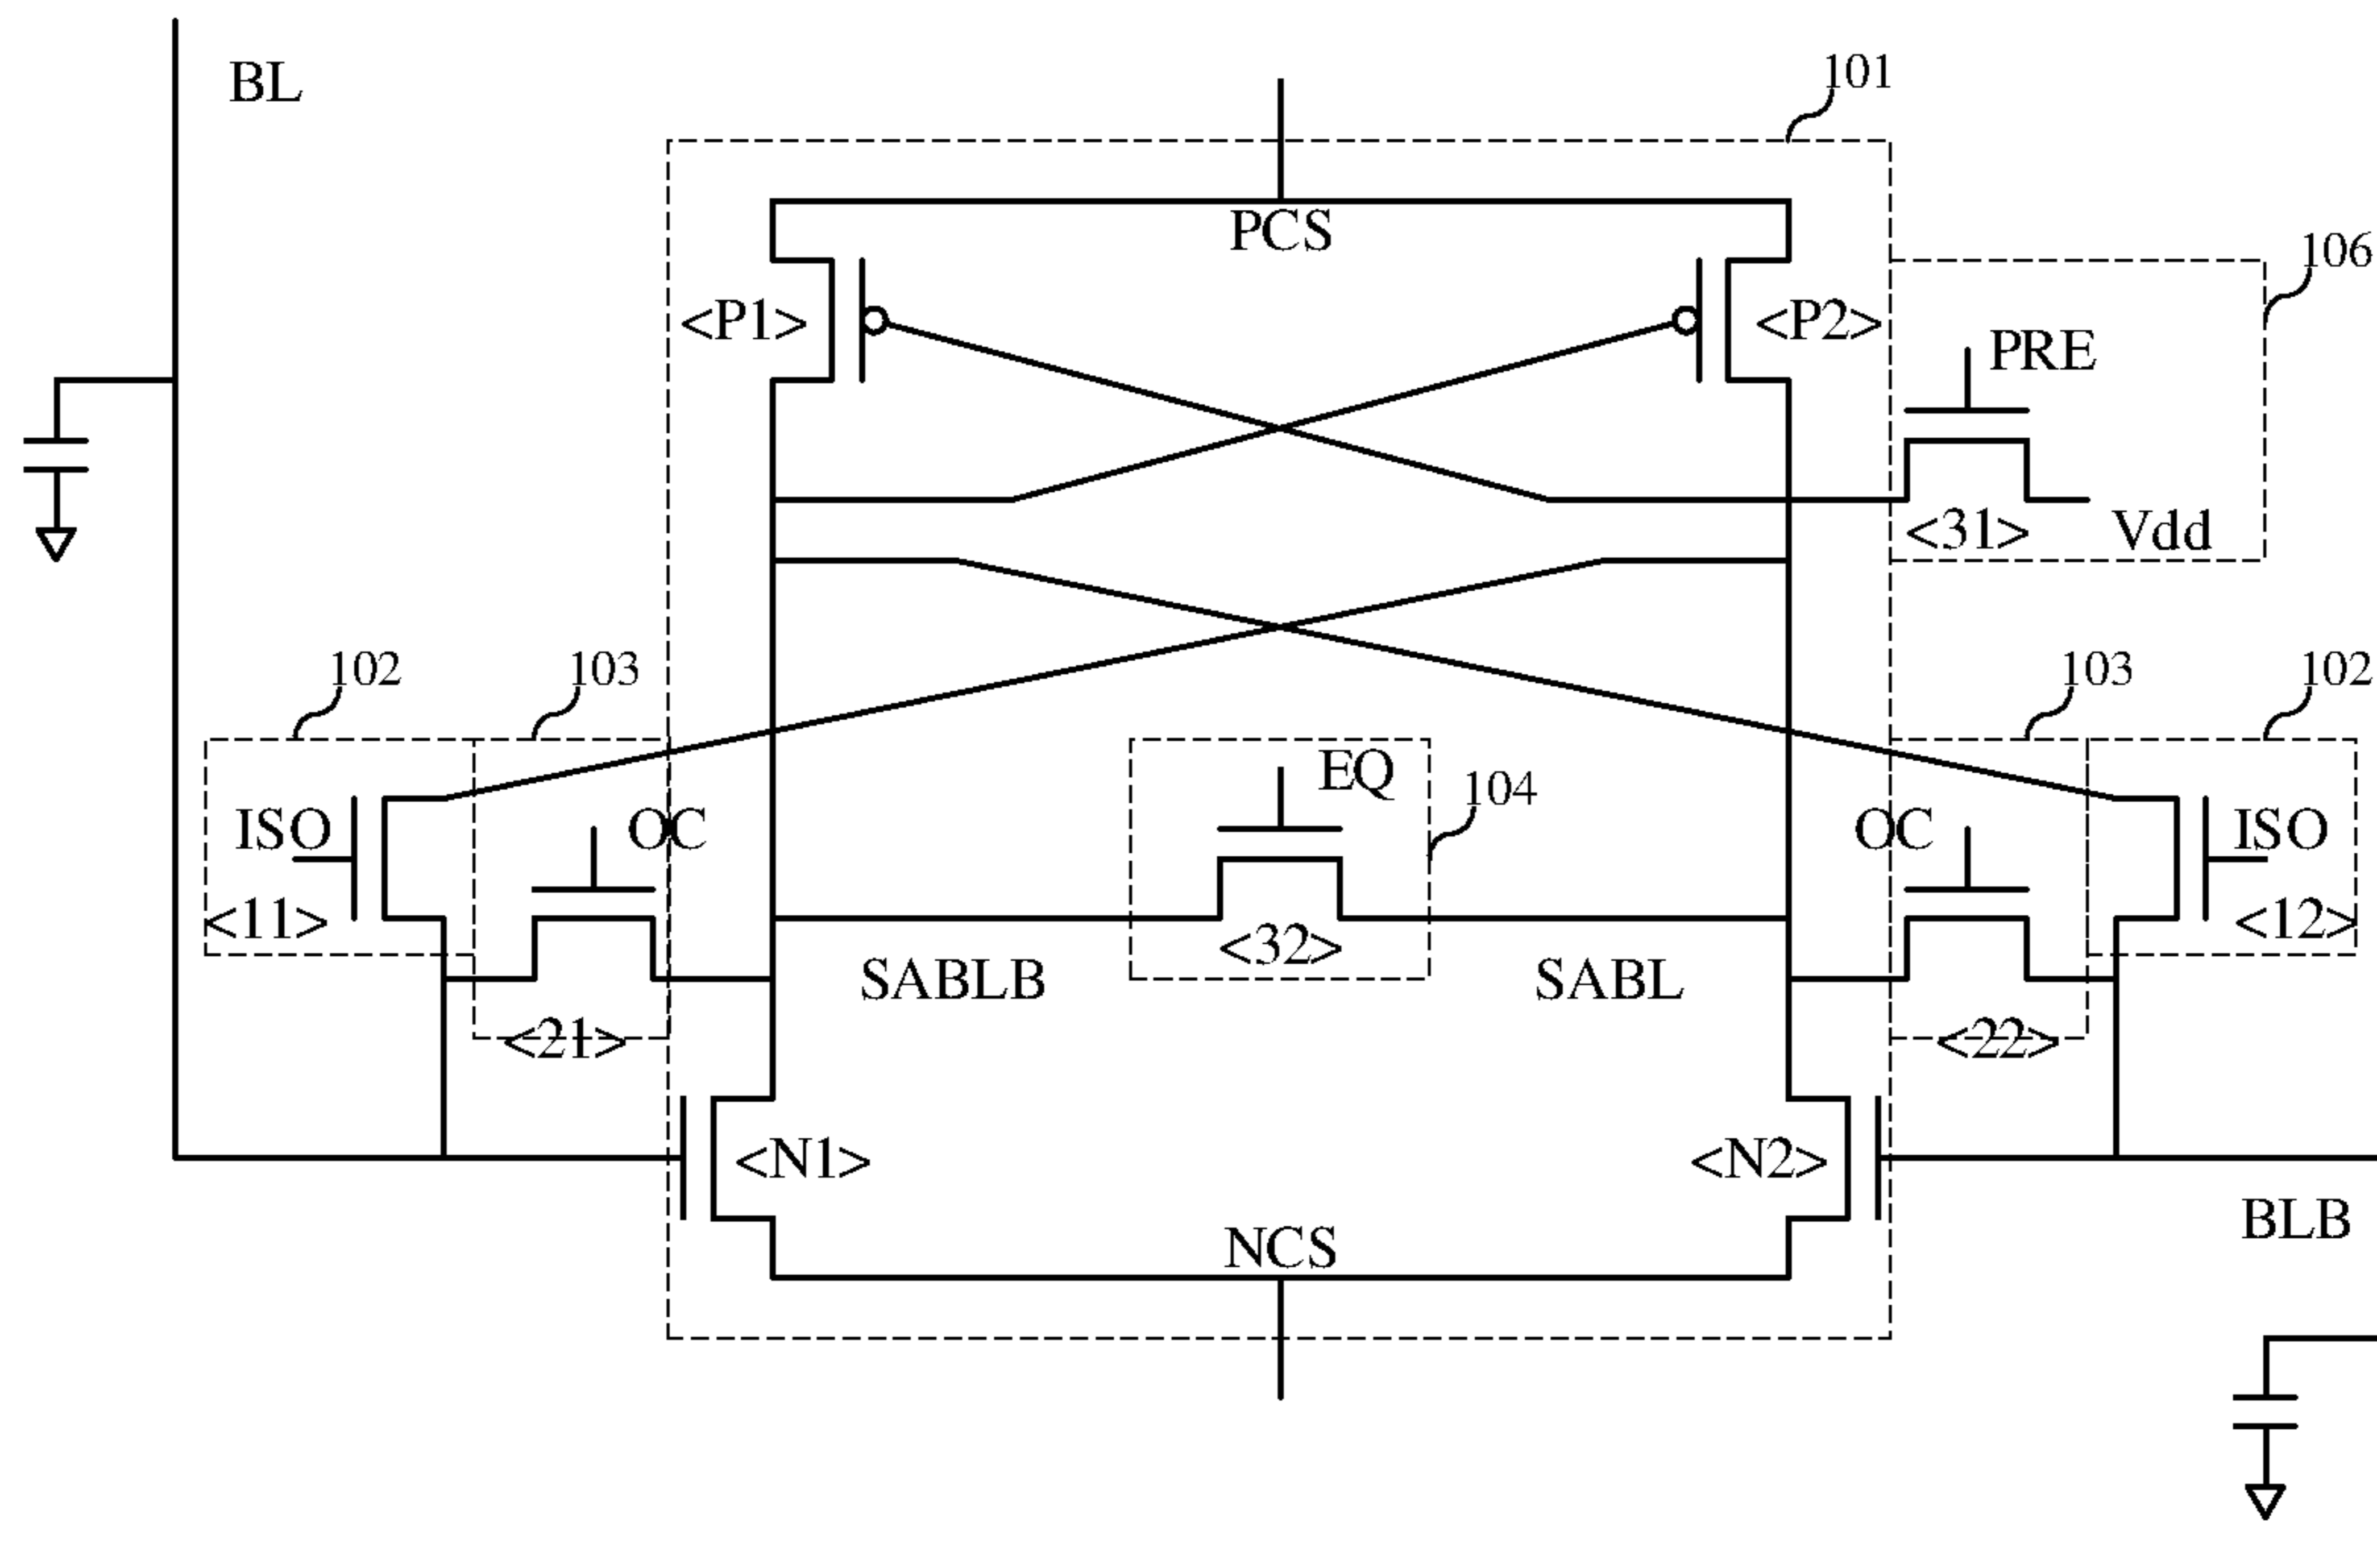 BL
101
PCS
106
<P1>
<P2>
PRE
<31>
Vdd
102
103
103
102
EQ
104
ISO
OC
OC
ISO
<11>
<32>
<12>
SABLB
SABL
<21>
<22>
<N1>
<N2>
NCS
BLB